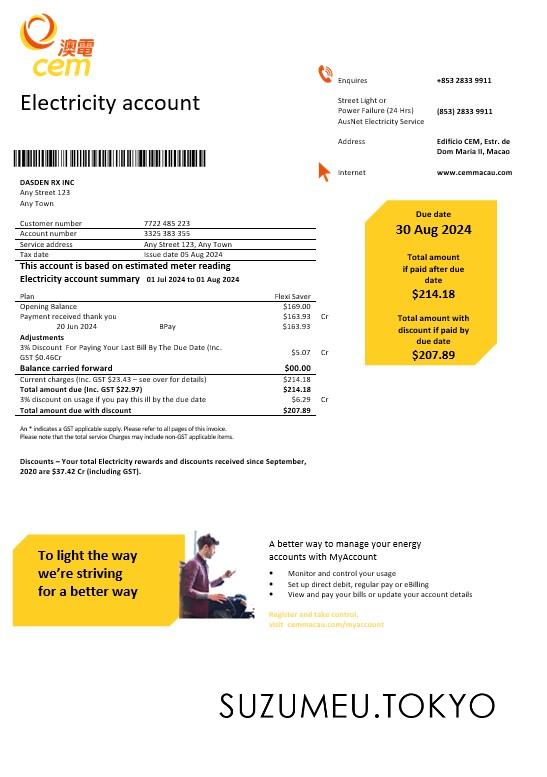 澳電
cem
Electricity account
Enquires +853 2833 9911
Street Light or
Power Failure (24 Hrs) (853) 2833 9911
AusNet Electricity Service
Address Edificio CEM, Estr. de
Dom Maria II, Macao
Internet www.cemmacau.com
DASDEN RX INC
Any Street 123
Any Town
Customer number 7722 485 223
Account number 3325 383 355
Service address Any Street 123, Any Town
Tax date Issue date 05 Aug 2024
This account is based on estimated meter reading
Electricity account summary 01 Jul 2024 to 01 Aug 2024
Plan Flexi Saver
Opening Balance $169.00
Payment received thank you $163.93 Cr
20 Jun 2024 BPay $163.93
Adjustments
3% Discount For Paying Your Last Bill By The Due Date (Inc.
GST $0.46Cr $5.07 Cr
Balance carried forward $00.00
Current charges (Inc. GST $23.43 – see over for details) $214.18
Total amount due (Inc. GST $22.97) $214.18
3% discount on usage if you pay this ill by the due date $6.29 Cr
Total amount due with discount $207.89
An * indicates a GST applicable supply. Please refer to all pages of this invoice.
Please note that the total service Charges may include non-GST applicable items.
Discounts – Your total Electricity rewards and discounts received since September,
2020 are $37.42 Cr (including GST).
Due date
30 Aug 2024
Total amount
if paid after due
date
$214.18
Total amount with
discount if paid by
due date
$207.89
To light the way
we're striving
for a better way
A better way to manage your energy
accounts with MyAccount
• Monitor and control your usage
• Set up direct debit, regular pay or eBilling
• View and pay your bills or update your account details
Register and take control,
visit cemmacau.com/myaccount
SUZUMEU.TOKYO